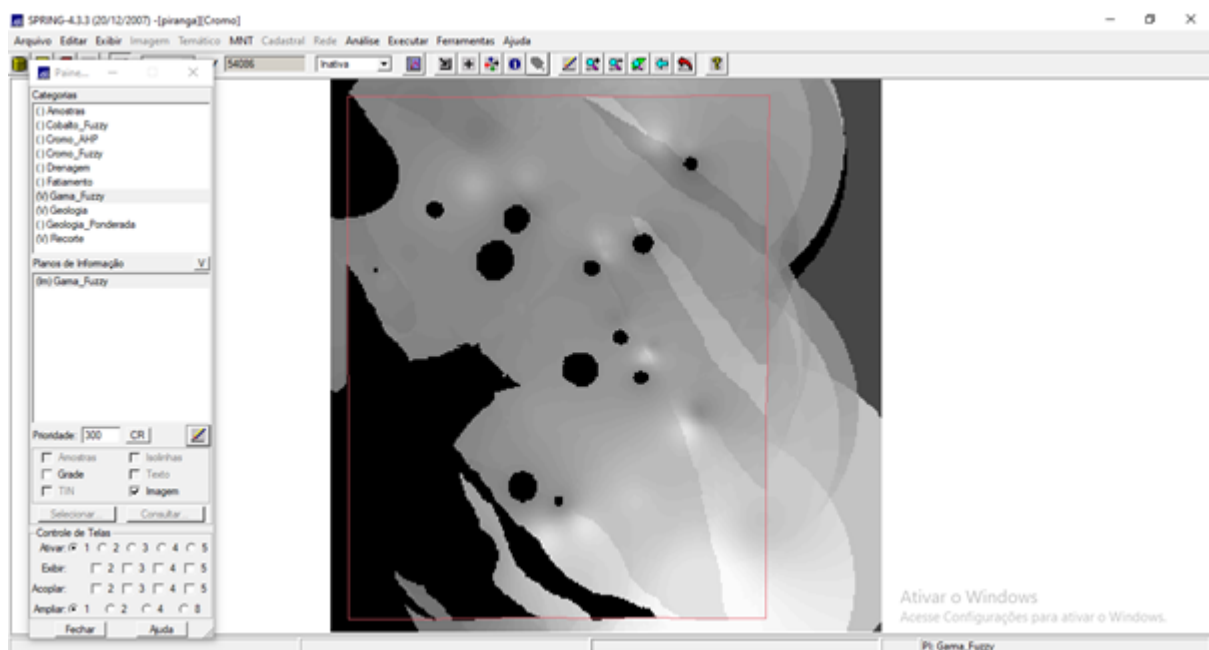 SPRING-4.3.3 (20/12/2007) -[piranga][Cromo]
Arquivo Editar Exibir Imagem Temático MNT Cadastral Rede Análise Executar Ferramentas Ajuda
54086 Inativa
Paine...
Categorias
() Amostras
() Cobalto_Fuzzy
() Cromo_AHP
() Cromo_Fuzzy
() Drenagem
() Fatiamento
(V) Gama_Fuzzy
(V) Geologia
() Geologia_Ponderada
(V) Recorte
Planos de Informação V
(Im) Gama_Fuzzy
Prioridade: 300 CR
Amostras Isolinhas
Grade Texto
TIN Imagem
Selecionar... Consultar...
Controle de Telas
Ativar: 1 2 3 4 5
Exibir: 2 3 4 5
Acoplar: 2 3 4 5
Ampliar: 1 2 4 8
Fechar Ajuda
Ativar o Windows
Acesse Configurações para ativar o Windows.
PI: Gama_Fuzzy